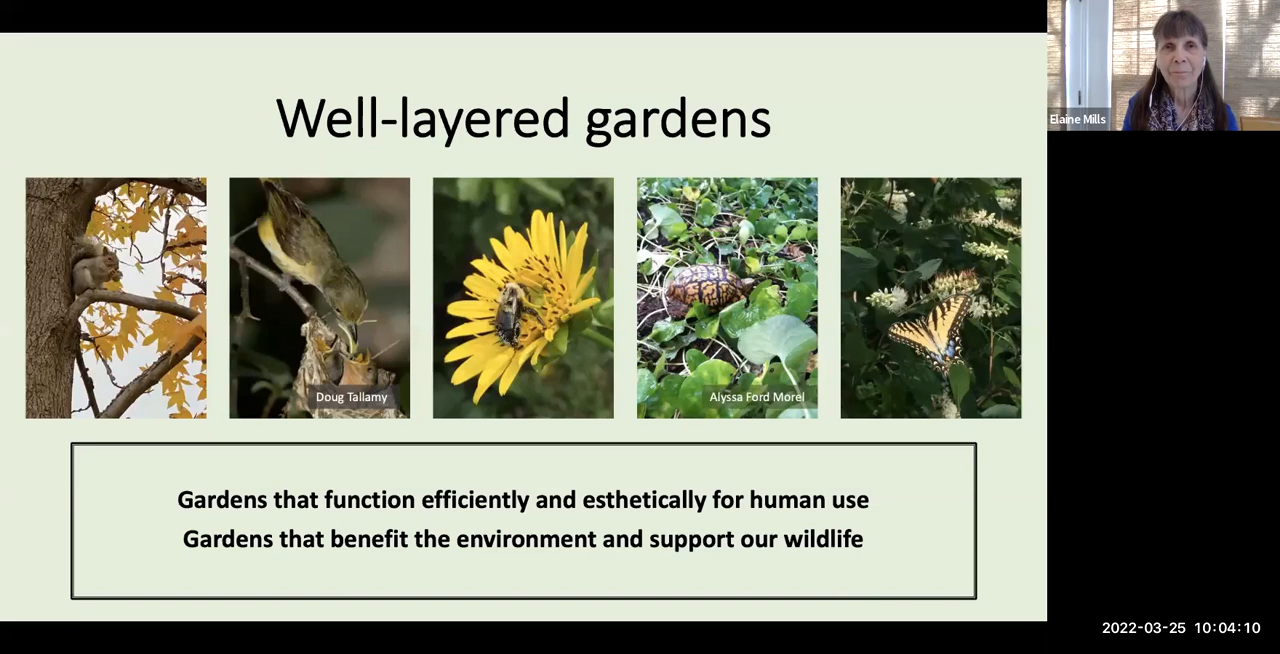 Well-layered gardens
Elaine Mills
Doug Tallamy
Alyssa Ford Morel
Gardens that function efficiently and esthetically for human use
Gardens that benefit the environment and support our wildlife
2022-03-25 10:04:10